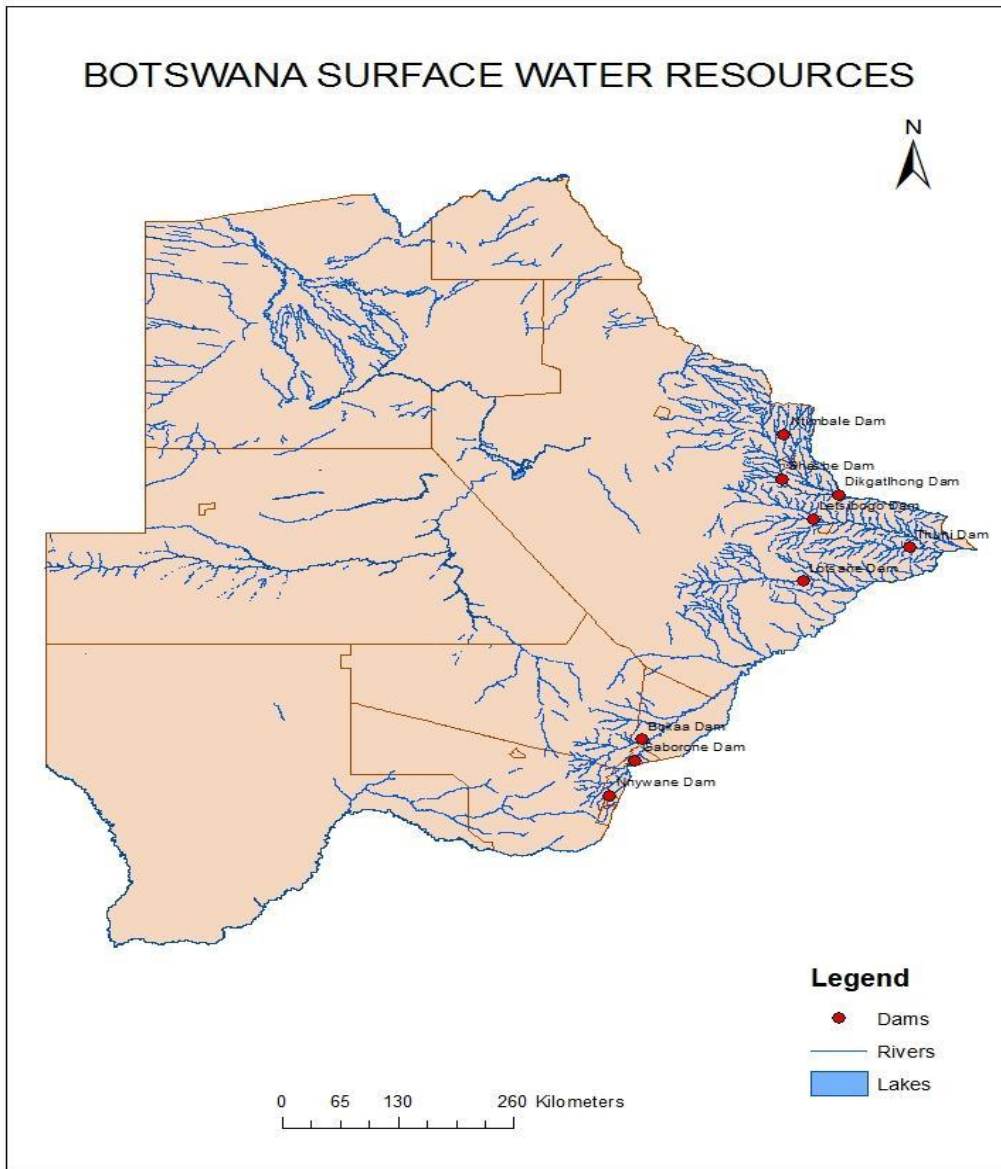 BOTSWANA SURFACE WATER RESOURCES
N
Ntimbale Dam
Shashe Dam
Dikgatlhong Dam
Letsibogo Dam
Thuni Dam
Lotsane Dam
Bokaa Dam
Gaborone Dam
Nnywane Dam
Legend
Dams
Rivers
Lakes
0 65 130 260 Kilometers